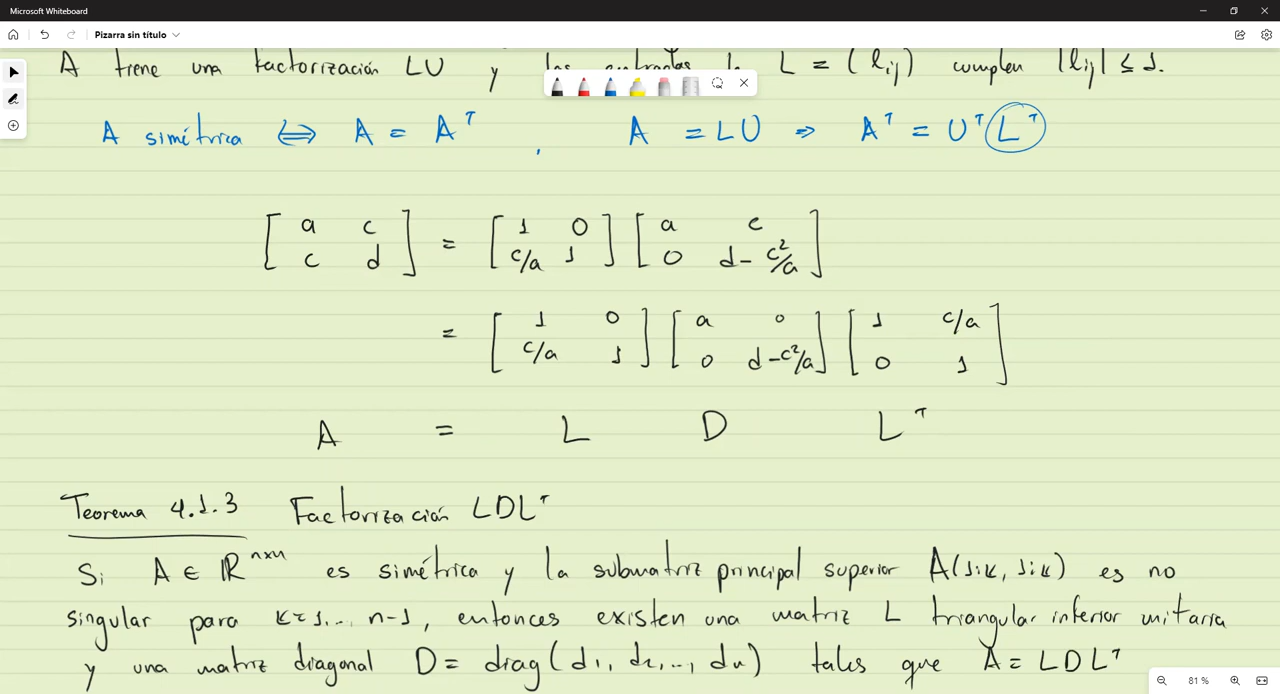 Microsoft Whiteboard
Pizarra sin título
A tiene una factorización LU y las entradas de L = (lij) cumplen |lij| ≤ 1.
A simétrica ⟺ A = Aᵀ , A = LU ⇒ Aᵀ = Uᵀ Lᵀ
[ a c ; c d ] = [ 1 0 ; c/a 1 ] [ a c ; 0 d - c²/a ]
= [ 1 0 ; c/a 1 ] [ a 0 ; 0 d - c²/a ] [ 1 c/a ; 0 1 ]
A = L D Lᵀ
Teorema 4.1.3 Factorización LDLᵀ
Si A ∈ ℝⁿˣⁿ es simétrica y la submatriz principal superior A(1:k, 1:k) es no
singular para k=1,.. n-1, entonces existen una matriz L triangular inferior unitaria
y una matriz diagonal D = diag(d1, d2, .., dn) tales que A = LDLᵀ
81 %